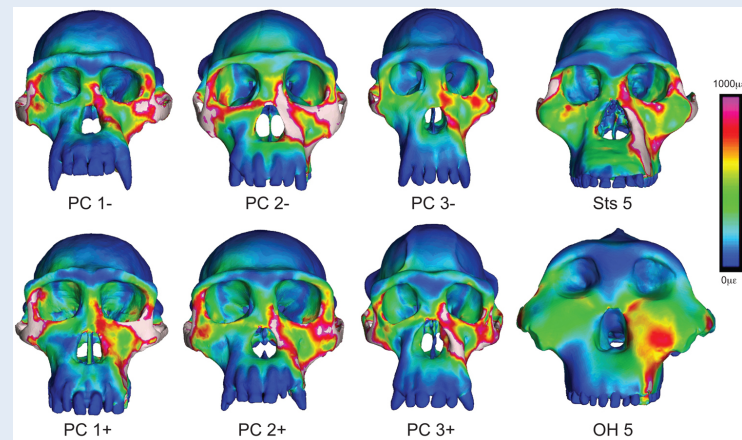 1000με
PC 1-
PC 2-
PC 3-
Sts 5
0με
PC 1+
PC 2+
PC 3+
OH 5